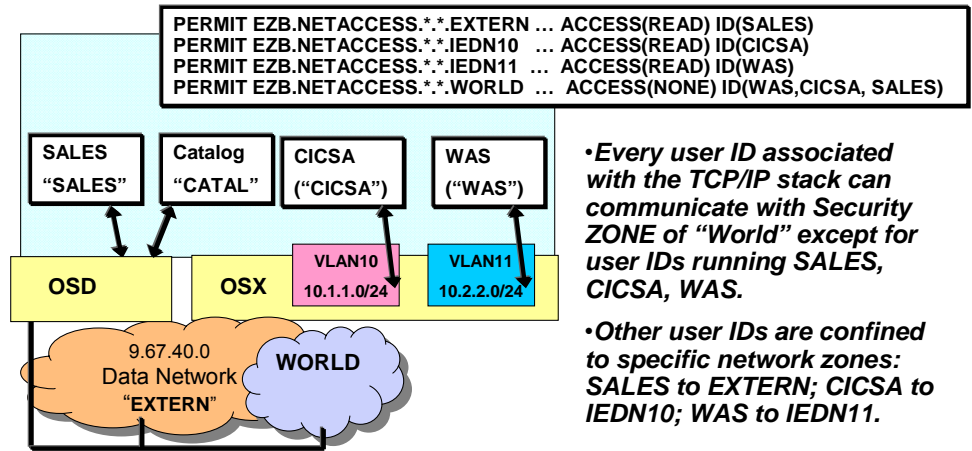 PERMIT EZB.NETACCESS.*.*.EXTERN … ACCESS(READ) ID(SALES)
PERMIT EZB.NETACCESS.*.*.IEDN10 … ACCESS(READ) ID(CICSA)
PERMIT EZB.NETACCESS.*.*.IEDN11 … ACCESS(READ) ID(WAS)
PERMIT EZB.NETACCESS.*.*.WORLD … ACCESS(NONE) ID(WAS,CICSA, SALES)
SALES
“SALES”
Catalog
“CATAL”
CICSA
(“CICSA”)
WAS
(“WAS”)
OSD
OSX
VLAN10
10.1.1.0/24
VLAN11
10.2.2.0/24
9.67.40.0
Data Network
“EXTERN”
WORLD
•Every user ID associated
with the TCP/IP stack can
communicate with Security
ZONE of “World” except for
user IDs running SALES,
CICSA, WAS.
•Other user IDs are confined
to specific network zones:
SALES to EXTERN; CICSA to
IEDN10; WAS to IEDN11.